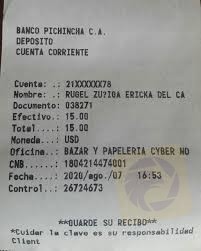 BANCO PICHINCHA C.A.
DEPOSITO
CUENTA CORRIENTE
Cuenta: .: 21XXXXXX78
Nombre: .: RUGEL ZU?IGA ERICKA DEL CA
Documento: 038271
Efectivo.: 15.00
Total....: 15.00
Moneda...: USD
Oficina..: BAZAR Y PAPELERIA CYBER NO
CNB......: 1804214474001
Fecha....: 2020/ago./07 16:53
Control..: 26724673
**GUARDE SU RECIBO**
*Cuidar la clave es su responsabilidad
Client